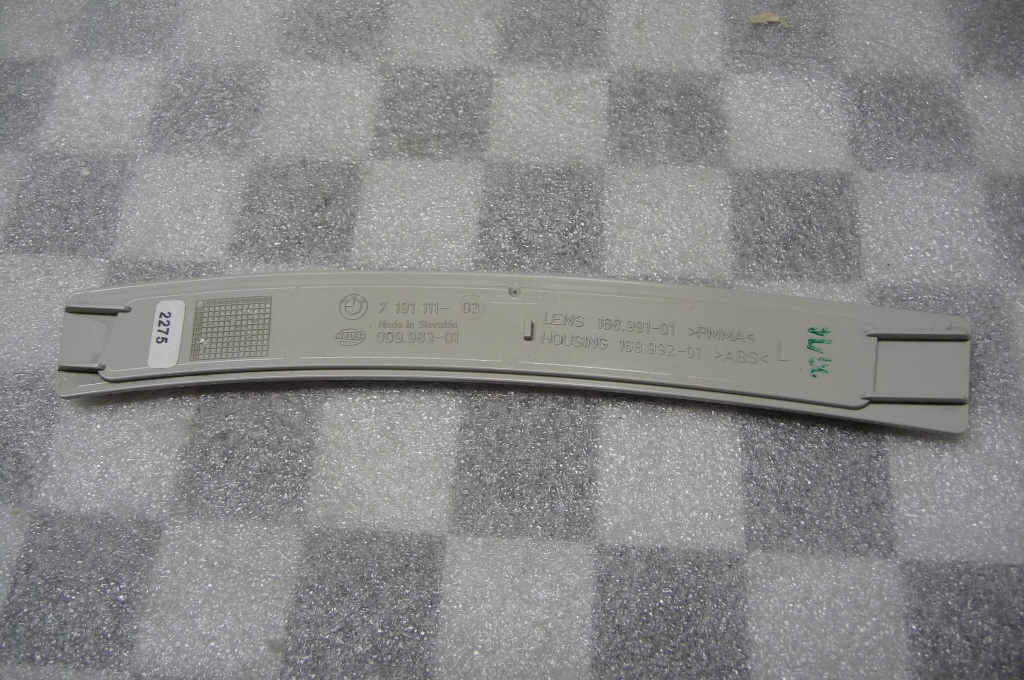 2275
7 191 111- 03
Made in Slovakia
HELLA 009.983-01
LENS 168.991-01 >PMMA<
HOUSING 168.992-01 >ABS<
L